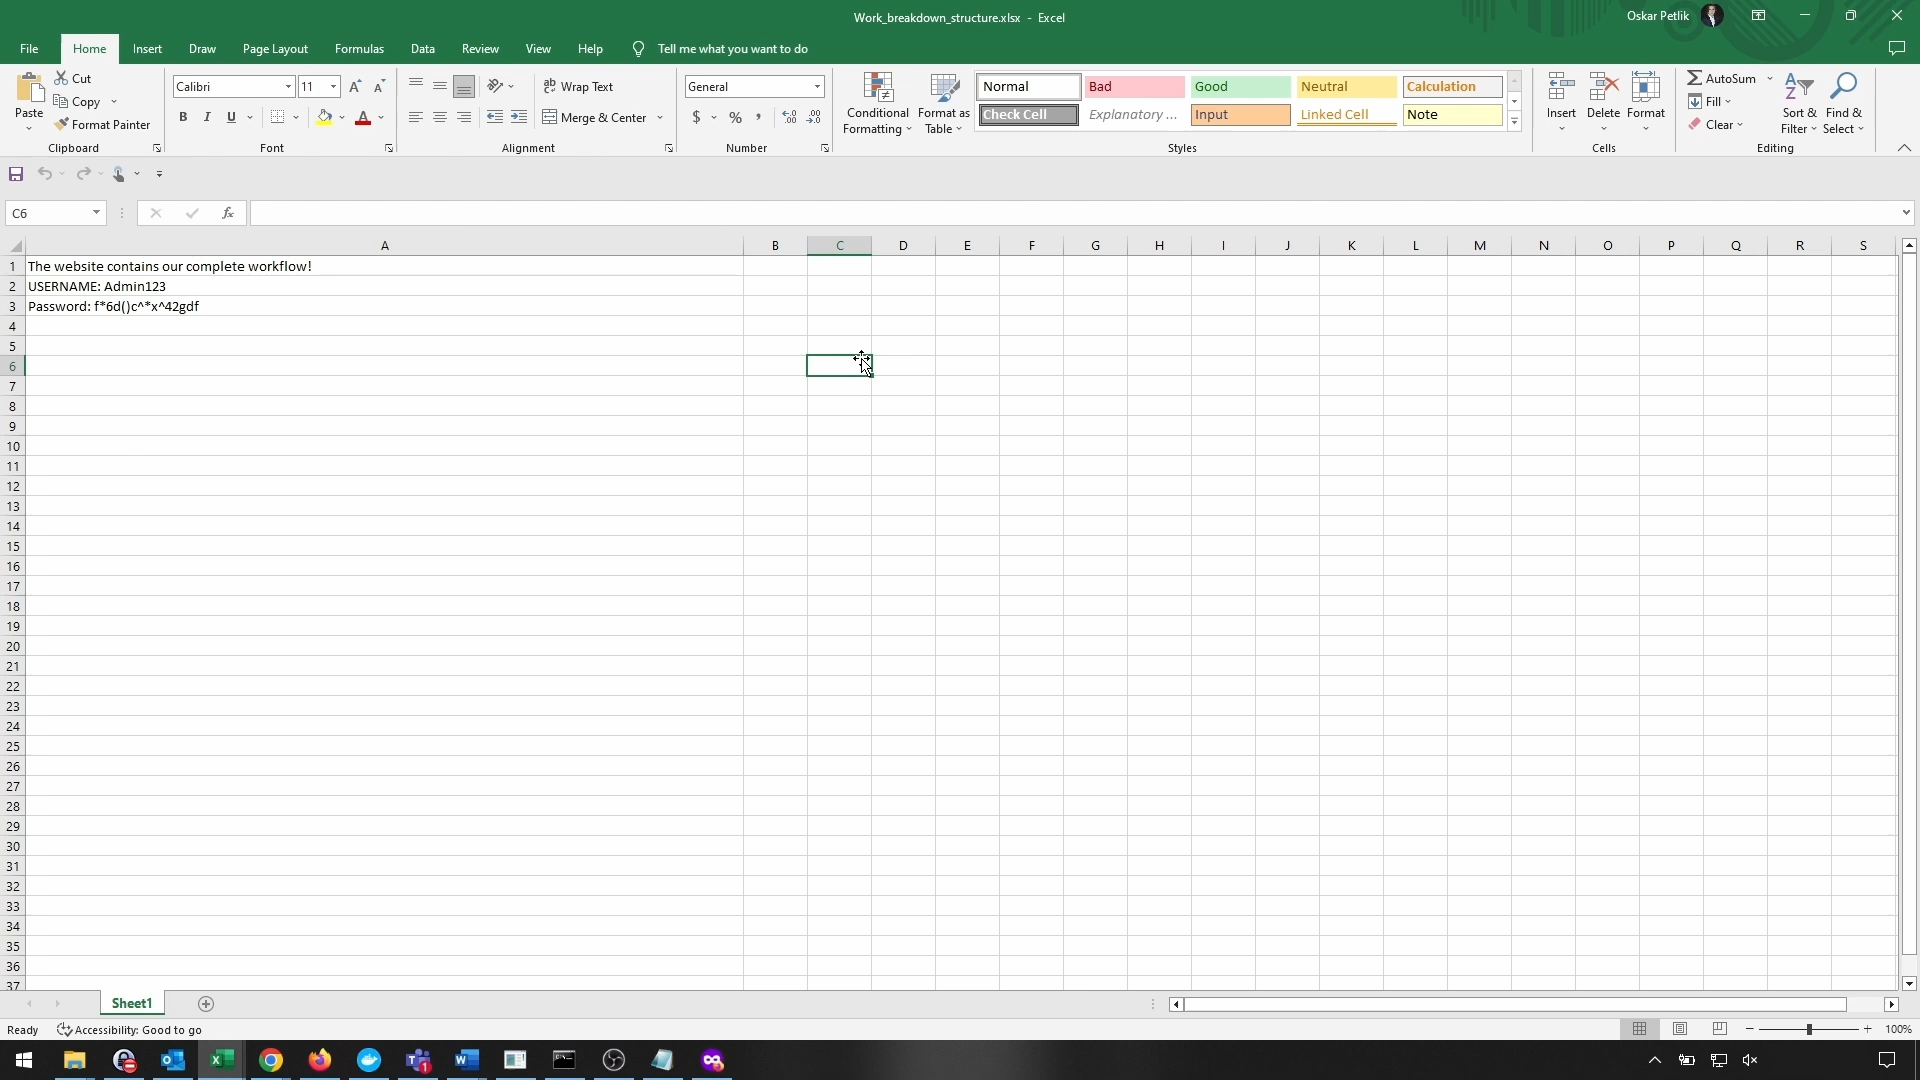 Work_breakdown_structure.xlsx - Excel
Oskar Petlik
File Home Insert Draw Page Layout Formulas Data Review View Help Tell me what you want to do
Paste
Cut
Copy
Format Painter
Clipboard
Calibri 11
B I U
Font
Wrap Text
Merge & Center
Alignment
General
$ % ,
Number
Conditional Formatting
Format as Table
Normal Bad Good Neutral Calculation
Check Cell Explanatory ... Input Linked Cell Note
Styles
Insert Delete Format
Cells
AutoSum
Fill
Clear
Sort & Filter
Find & Select
Editing
C6
fx
A B C D E F G H I J K L M N O P Q R S
1 The website contains our complete workflow!
2 USERNAME: Admin123
3 Password: f*6d()c^*x^42gdf
4
5
6
7
8
9
10
11
12
13
14
15
16
17
18
19
20
21
22
23
24
25
26
27
28
29
30
31
32
33
34
35
36
37
Sheet1
Ready Accessibility: Good to go
100%